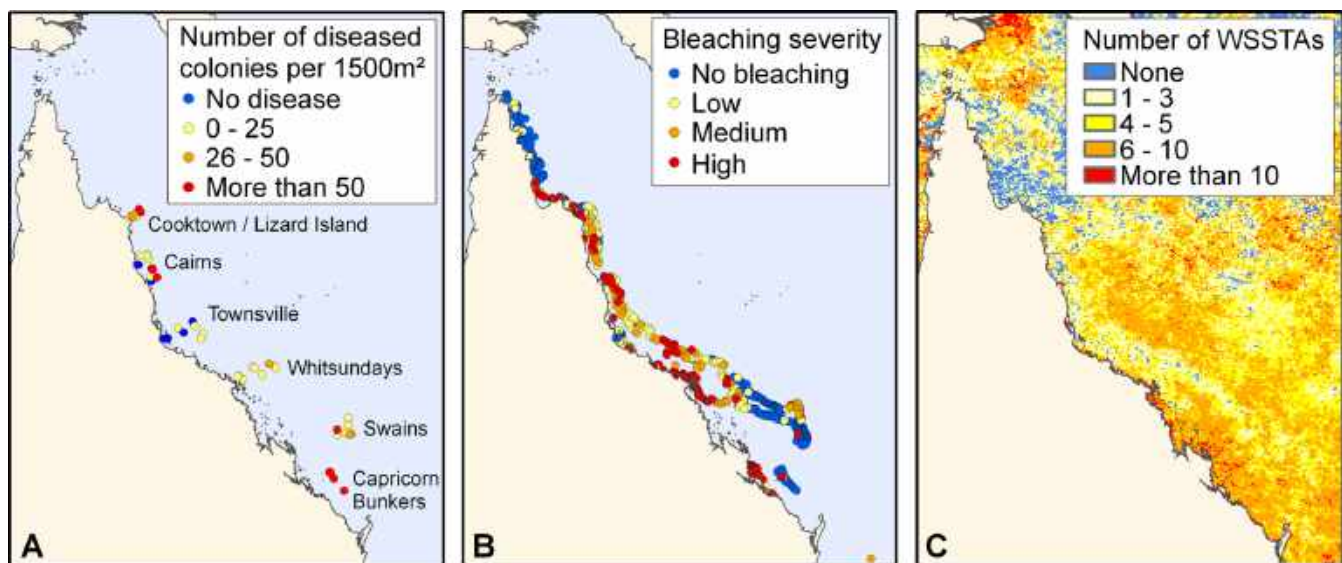 Number of diseased
colonies per 1500m²
No disease
0 - 25
26 - 50
More than 50
Cooktown / Lizard Island
Cairns
Townsville
Whitsundays
Swains
Capricorn
Bunkers
A
Bleaching severity
No bleaching
Low
Medium
High
B
Number of WSSTAs
None
1 - 3
4 - 5
6 - 10
More than 10
C